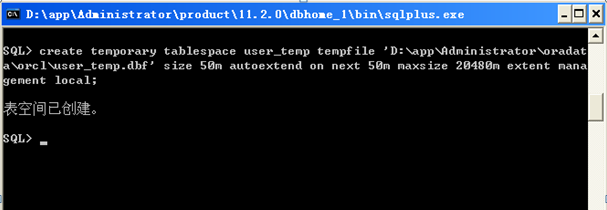 D:\app\Administrator\product\11.2.0\dbhome_1\bin\sqlplus.exe
SQL> create temporary tablespace user_temp tempfile 'D:\app\Administrator\oradat
a\orcl\user_temp.dbf' size 50m autoextend on next 50m maxsize 20480m extent mana
gement local;
表空间已创建。
SQL>